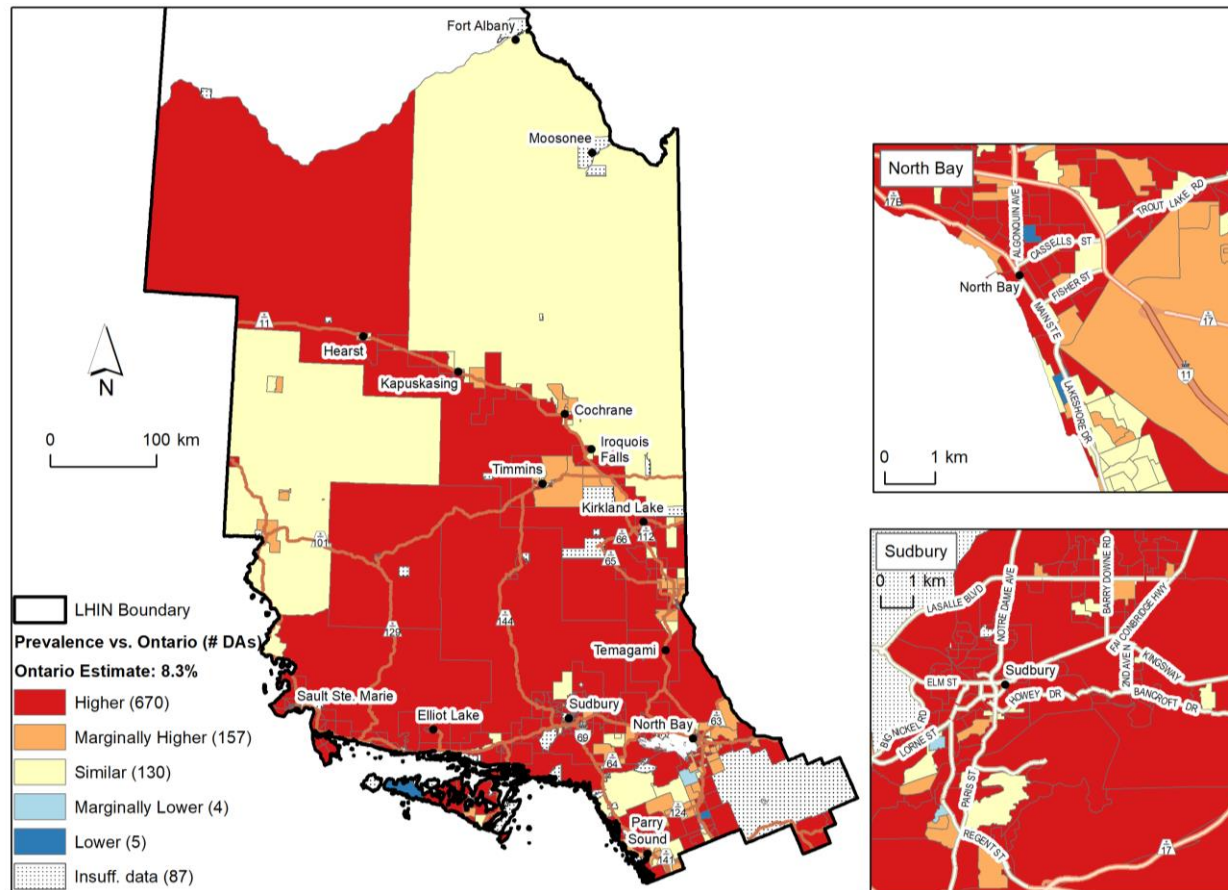 Fort Albany
Moosonee
11
Hearst
Kapuskasing
Cochrane
Iroquois
Falls
Timmins
Kirkland Lake
66
112
65
101
129
144
Temagami
Sault Ste. Marie
Elliot Lake
Sudbury
69
North Bay
63
64
124
Parry
Sound
141
N
0 100 km
LHIN Boundary
Prevalence vs. Ontario (# DAs)
Ontario Estimate: 8.3%
Higher (670)
Marginally Higher (157)
Similar (130)
Marginally Lower (4)
Lower (5)
Insuff. data (87)
North Bay
17B
ALGONQUIN AVE
TROUT LAKE RD
CASSELLS ST
North Bay
FISHER ST
MAIN ST E
17
11
LAKESHORE DR
0 1 km
Sudbury
0 1 km
LASALLE BLVD
NOTRE DAME AVE
BARRY DOWNE RD
FALCONBRIDGE HWY
KINGSWAY
2ND AVE N
ELM ST
Sudbury
HOWEY DR
BANCROFT DR
BIG NICKEL RD
LORNE ST
PARIS ST
REGENT ST
17